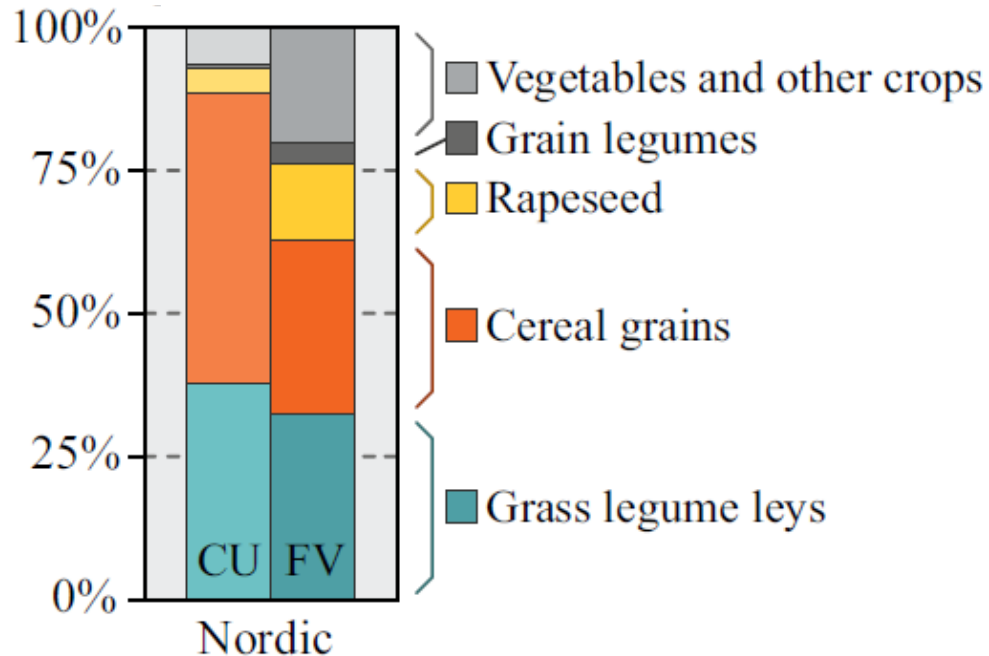 100%
75%
50%
25%
0%
CU FV
Nordic
Vegetables and other crops
Grain legumes
Rapeseed
Cereal grains
Grass legume leys